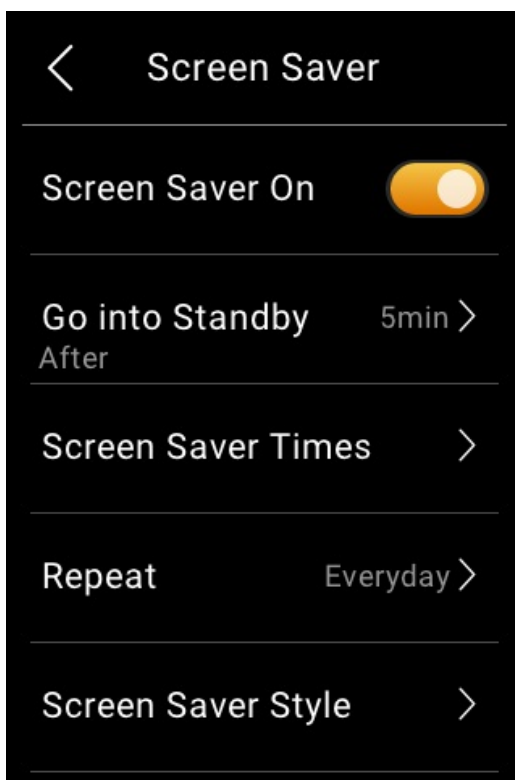 Screen Saver
Screen Saver On
Go into Standby 5min
After
Screen Saver Times
Repeat Everyday
Screen Saver Style